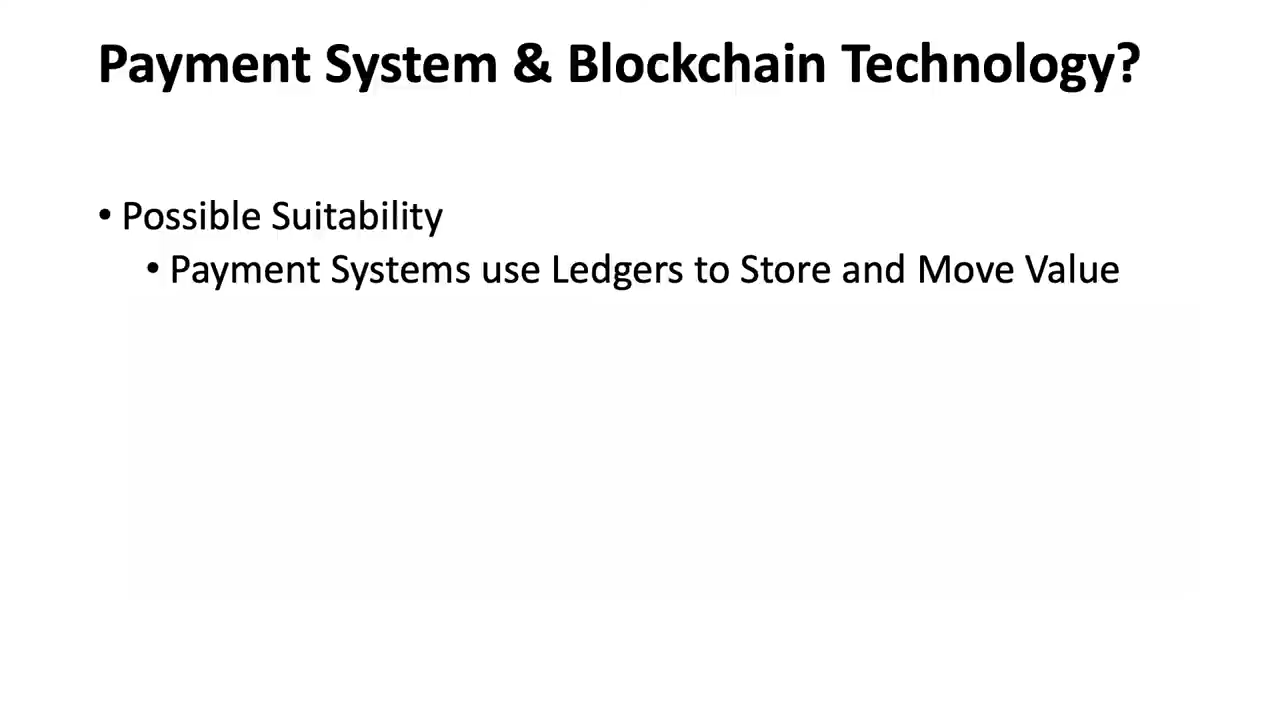 Payment System & Blockchain Technology?
• Possible Suitability
• Payment Systems use Ledgers to Store and Move Value